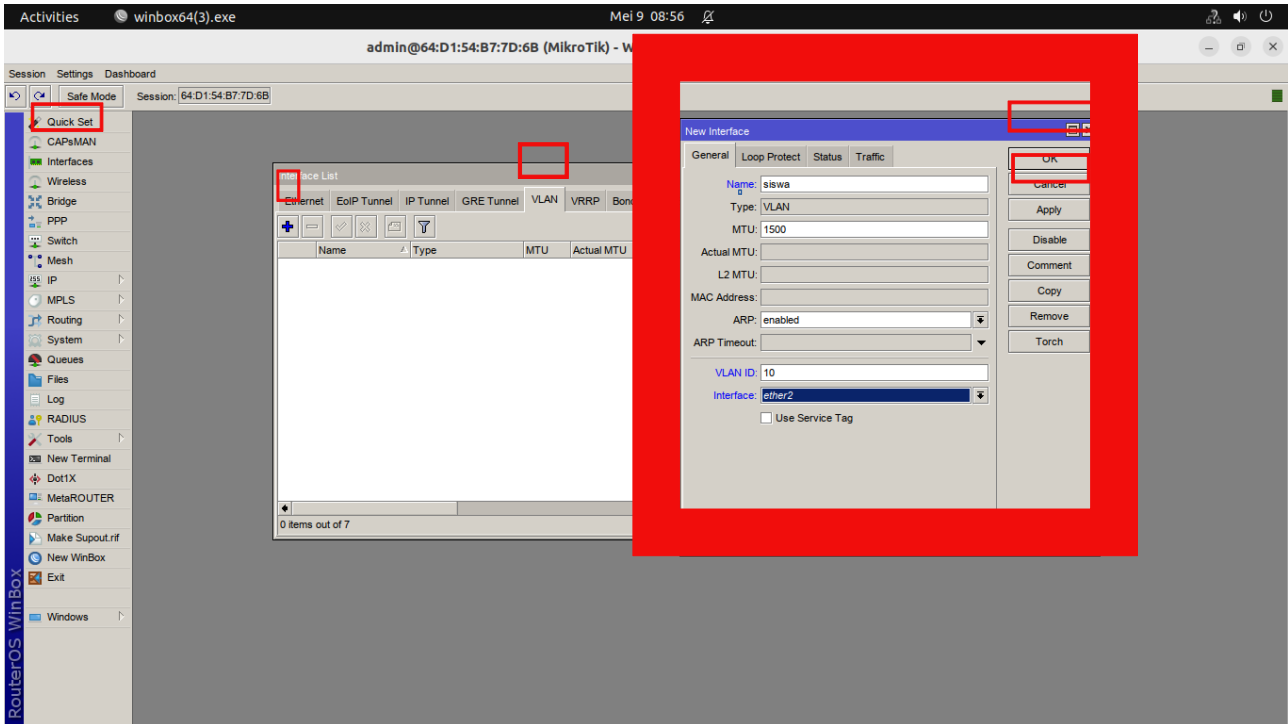 Activities winbox64(3).exe Mei 9 08:56
admin@64:D1:54:B7:7D:6B (MikroTik) - W
Session Settings Dashboard
Safe Mode Session: 64:D1:54:B7:7D:6B
Quick Set
CAPsMAN
Interfaces
Wireless
Bridge
PPP
Switch
Mesh
IP
MPLS
Routing
System
Queues
Files
Log
RADIUS
Tools
New Terminal
Dot1X
MetaROUTER
Partition
Make Supout.rif
New WinBox
Exit
Windows
RouterOS WinBox
Interface List
Ethernet EoIP Tunnel IP Tunnel GRE Tunnel VLAN VRRP Bond
Name Type MTU Actual MTU
0 items out of 7
New Interface
General Loop Protect Status Traffic
Name: siswa
Type: VLAN
MTU: 1500
Actual MTU:
L2 MTU:
MAC Address:
ARP: enabled
ARP Timeout:
VLAN ID: 10
Interface: ether2
Use Service Tag
OK
Cancel
Apply
Disable
Comment
Copy
Remove
Torch